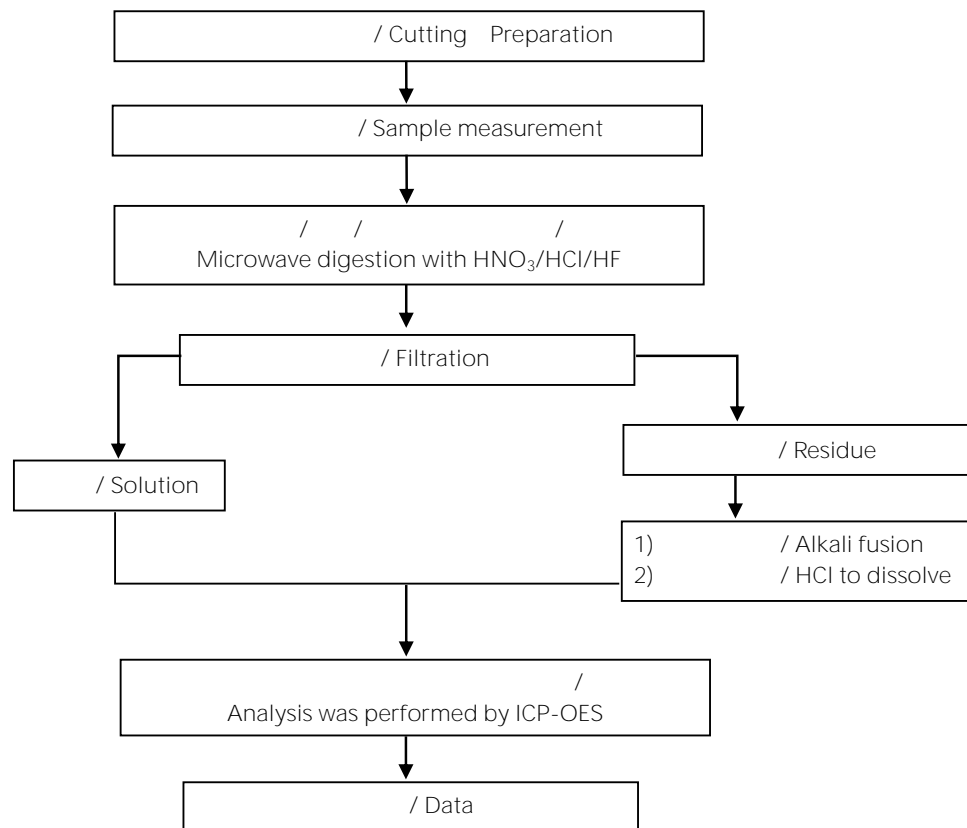 / Cutting Preparation
/ Sample measurement
/ / /
Microwave digestion with HNO₃/HCl/HF
/ Filtration
/ Residue
/ Solution
1) / Alkali fusion
2) / HCl to dissolve
/
Analysis was performed by ICP-OES
/ Data